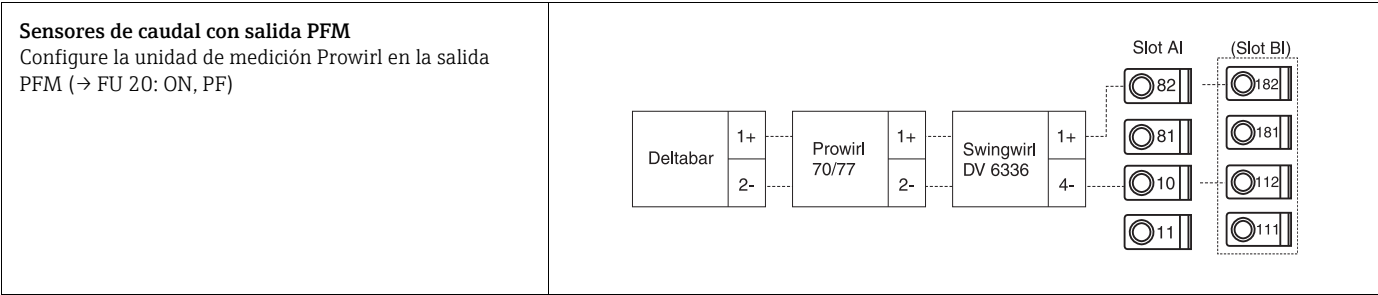 Sensores de caudal con salida PFM
Configure la unidad de medición Prowirl en la salida
PFM (→ FU 20: ON, PF)
Slot AI
(Slot BI)
82
182
81
181
10
112
11
111
Deltabar
1+
2-
Prowirl
70/77
1+
2-
Swingwirl
DV 6336
1+
4-